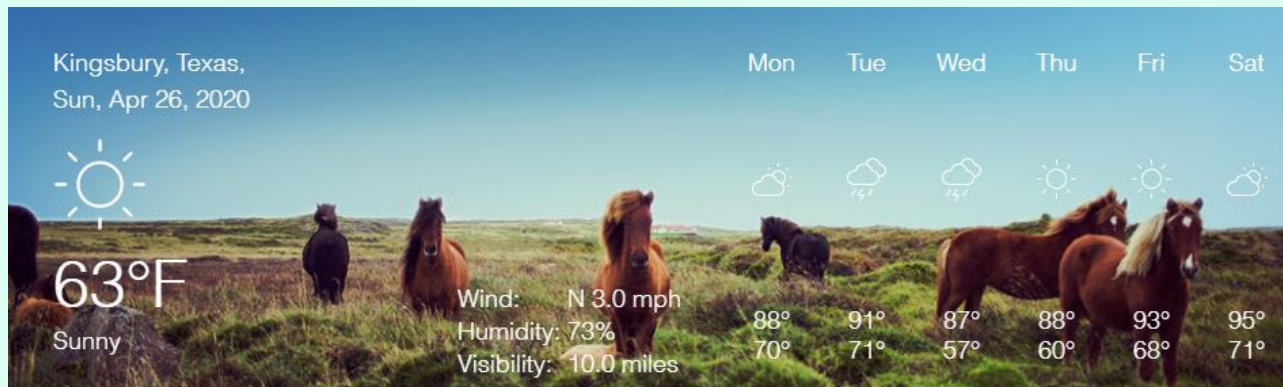 Kingsbury, Texas,
Sun, Apr 26, 2020
Mon Tue Wed Thu Fri Sat
63°F
Sunny
Wind: N 3.0 mph
Humidity: 73%
Visibility: 10.0 miles
88° 91° 87° 88° 93° 95°
70° 71° 57° 60° 68° 71°